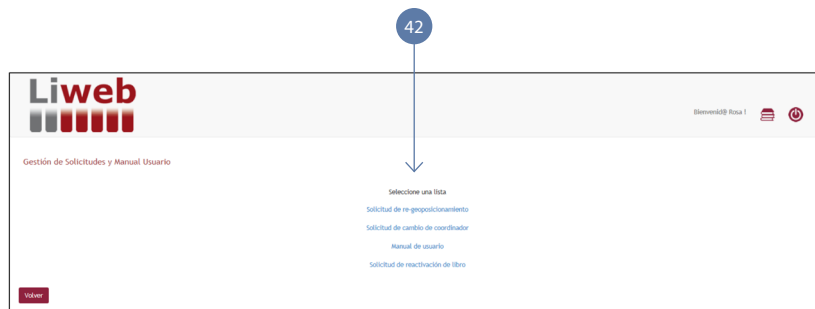 42
Liweb
Bienvenid@ Rosa !
Gestión de Solicitudes y Manual Usuario
Seleccione una lista
Solicitud de re-geoposicionamiento
Solicitud de cambio de coordinador
Manual de usuario
Solicitud de reactivación de libro
Volver